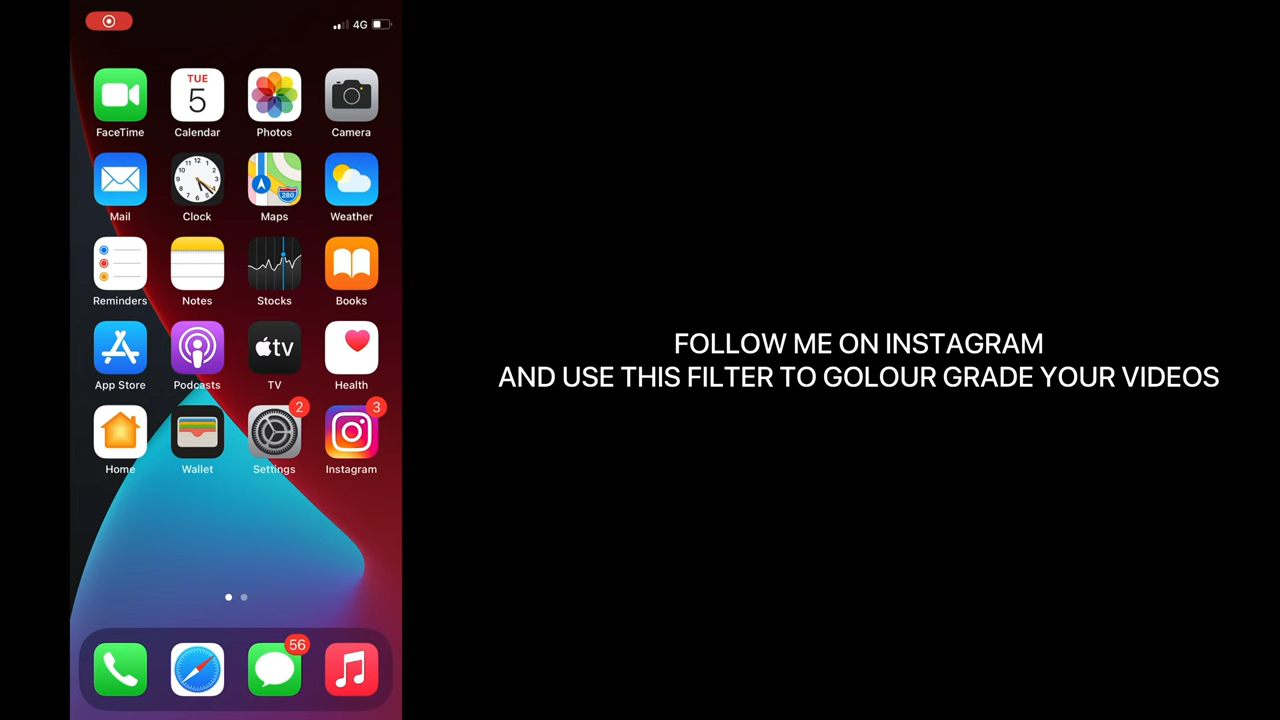 4G
TUE
5
FaceTime
Calendar
Photos
Camera
12
280
Mail
Clock
Maps
Weather
Reminders
Notes
Stocks
Books
tv
App Store
Podcasts
TV
Health
2
3
Home
Wallet
Settings
Instagram
56
FOLLOW ME ON INSTAGRAM
AND USE THIS FILTER TO GOLOUR GRADE YOUR VIDEOS